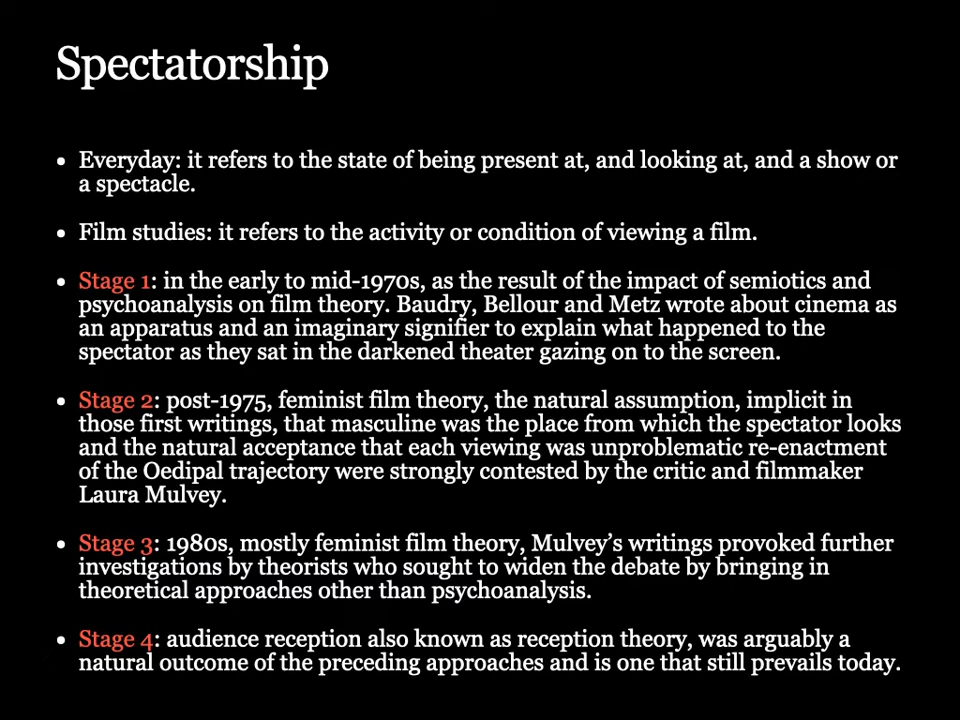 Spectatorship
• Everyday: it refers to the state of being present at, and looking at, and a show or
a spectacle.
• Film studies: it refers to the activity or condition of viewing a film.
• Stage 1: in the early to mid-1970s, as the result of the impact of semiotics and
psychoanalysis on film theory. Baudry, Bellour and Metz wrote about cinema as
an apparatus and an imaginary signifier to explain what happened to the
spectator as they sat in the darkened theater gazing on to the screen.
• Stage 2: post-1975, feminist film theory, the natural assumption, implicit in
those first writings, that masculine was the place from which the spectator looks
and the natural acceptance that each viewing was unproblematic re-enactment
of the Oedipal trajectory were strongly contested by the critic and filmmaker
Laura Mulvey.
• Stage 3: 1980s, mostly feminist film theory, Mulvey’s writings provoked further
investigations by theorists who sought to widen the debate by bringing in
theoretical approaches other than psychoanalysis.
• Stage 4: audience reception also known as reception theory, was arguably a
natural outcome of the preceding approaches and is one that still prevails today.